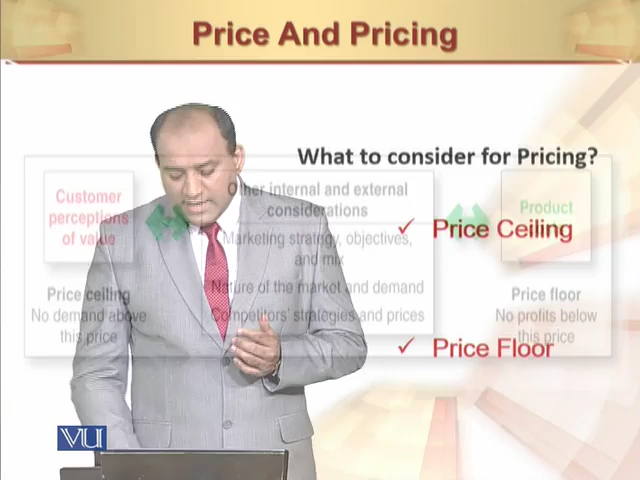 Price And Pricing
What to consider for Pricing?
Customer
perceptions
of value
Other internal and external
considerations
Marketing strategy, objectives,
and mix
Nature of the market and demand
Competitors' strategies and prices
Product
Price ceiling
No demand above
this price
Price floor
No profits below
this price
✓ Price Ceiling
✓ Price Floor
VU